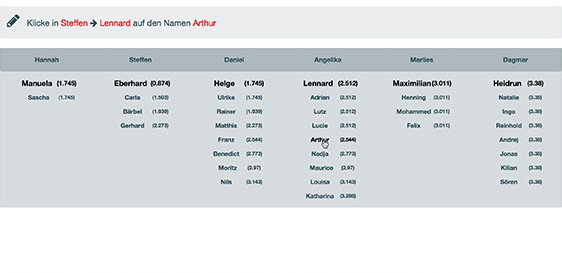 Klicke in Steffen → Lennard auf den Namen Arthur
Hannah Steffen Daniel Angelika Marlies Dagmar
Manuela (1.745) Eberhard (0.874) Helge (1.745) Lennard (2.512) Maximilian(3.011) Heidrun (3.38)
Sascha (1.745) Carla (1.503) Ulrike (1.745) Adrian (2.512) Henning (3.011) Natalie (3.38)
Bärbel (1.939) Rainer (1.939) Lutz (2.512) Mohammed (3.011) Ingo (3.38)
Gerhard (2.273) Matthis (2.273) Lucie (2.512) Felix (3.011) Reinhold (3.38)
Franz (2.544) Arthur (2.544) Andrej (3.38)
Benedict (2.773) Nadja (2.773) Jonas (3.38)
Moritz (2.97) Maurice (2.97) Kilian (3.38)
Nils (3.143) Louisa (3.143) Sören (3.38)
Katharina (3.298)